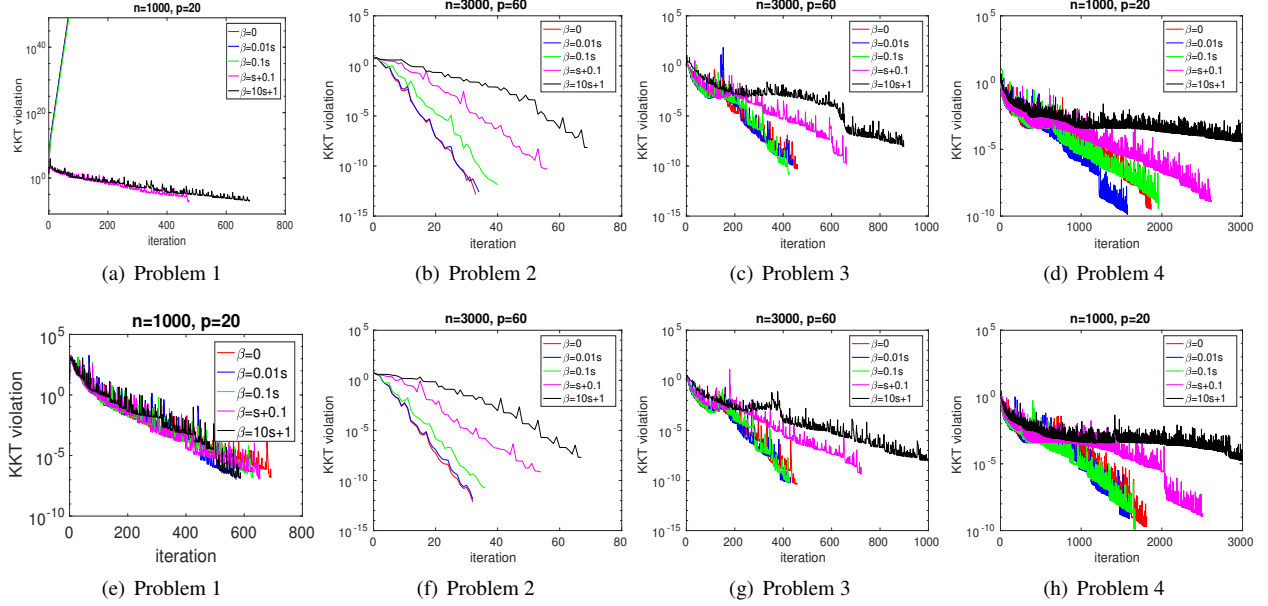 n=1000, p=20
KKT violation
10^40
10^20
10^0
0 200 400 600 800
iteration
β=0
β=0.01s
β=0.1s
β=s+0.1
β=10s+1
(a) Problem 1
n=3000, p=60
KKT violation
10^5
10^0
10^-5
10^-10
10^-15
0 20 40 60 80
iteration
β=0
β=0.01s
β=0.1s
β=s+0.1
β=10s+1
(b) Problem 2
n=3000, p=60
KKT violation
10^5
10^0
10^-5
10^-10
10^-15
0 200 400 600 800 1000
iteration
β=0
β=0.01s
β=0.1s
β=s+0.1
β=10s+1
(c) Problem 3
n=1000, p=20
KKT violation
10^5
10^0
10^-5
10^-10
0 1000 2000 3000
iteration
β=0
β=0.01s
β=0.1s
β=s+0.1
β=10s+1
(d) Problem 4
n=1000, p=20
KKT violation
10^5
10^0
10^-5
10^-10
0 200 400 600 800
iteration
β=0
β=0.01s
β=0.1s
β=s+0.1
β=10s+1
(e) Problem 1
n=3000, p=60
KKT violation
10^5
10^0
10^-5
10^-10
10^-15
0 20 40 60 80
iteration
β=0
β=0.01s
β=0.1s
β=s+0.1
β=10s+1
(f) Problem 2
n=3000, p=60
KKT violation
10^5
10^0
10^-5
10^-10
10^-15
0 200 400 600 800 1000
iteration
β=0
β=0.01s
β=0.1s
β=s+0.1
β=10s+1
(g) Problem 3
n=1000, p=20
KKT violation
10^5
10^0
10^-5
10^-10
0 1000 2000 3000
iteration
β=0
β=0.01s
β=0.1s
β=s+0.1
β=10s+1
(h) Problem 4